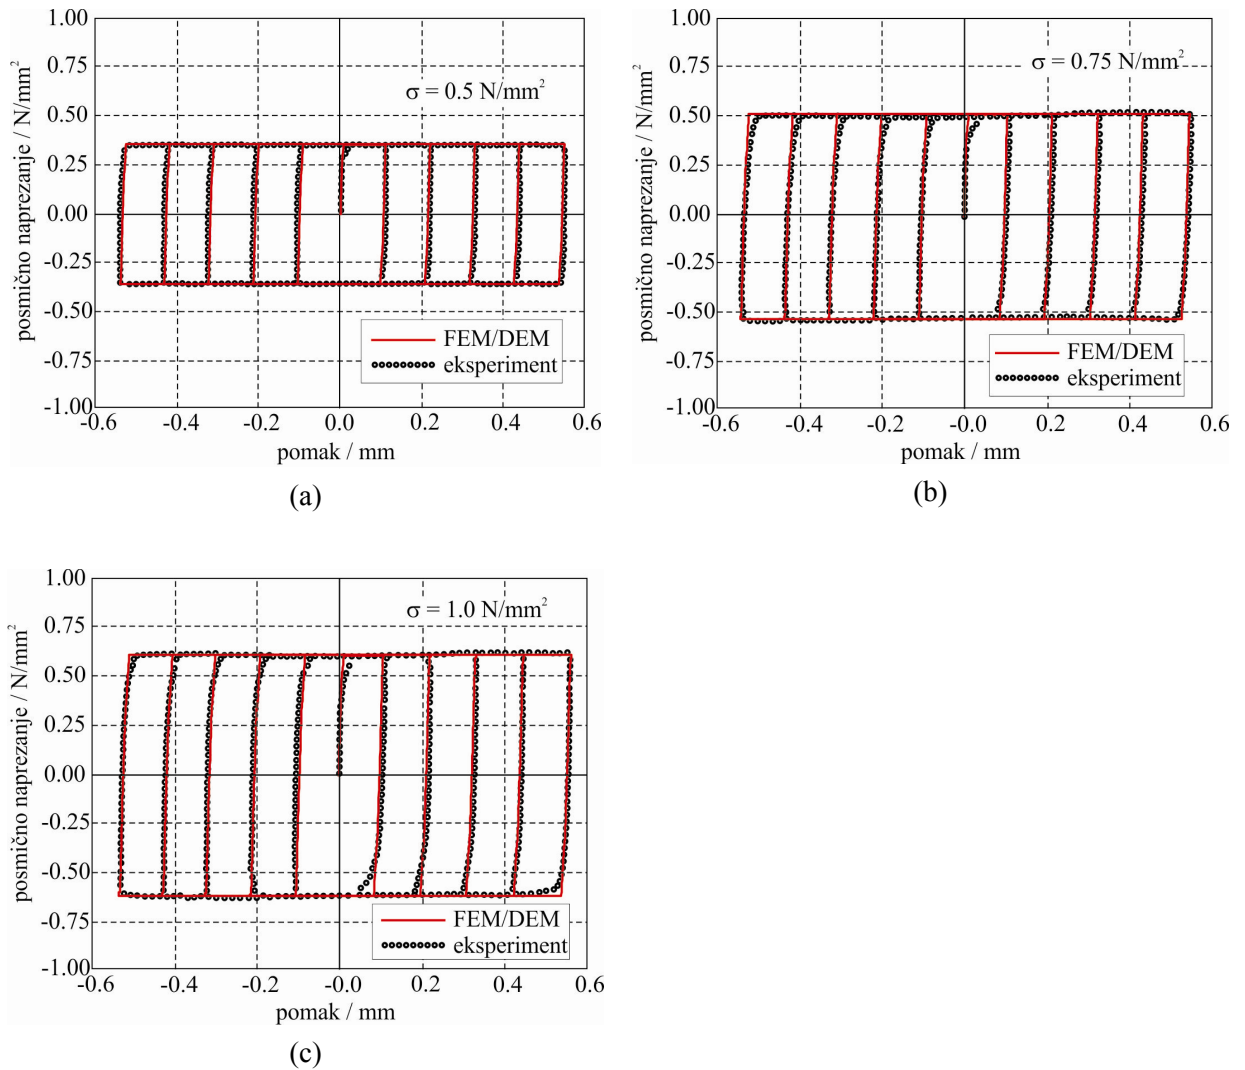 1.00
0.75
0.50
0.25
0.00
-0.25
-0.50
-0.75
-1.00
posmično naprezanje / N/mm²
σ = 0.5 N/mm²
FEM/DEM
eksperiment
-0.6 -0.4 -0.2 -0.0 0.2 0.4 0.6
pomak / mm
(a)
1.00
0.75
0.50
0.25
0.00
-0.25
-0.50
-0.75
-1.00
posmično naprezanje / N/mm²
σ = 0.75 N/mm²
FEM/DEM
eksperiment
-0.6 -0.4 -0.2 -0.0 0.2 0.4 0.6
pomak / mm
(b)
1.00
0.75
0.50
0.25
0.00
-0.25
-0.50
-0.75
-1.00
posmično naprezanje / N/mm²
σ = 1.0 N/mm²
FEM/DEM
eksperiment
-0.6 -0.4 -0.2 -0.0 0.2 0.4 0.6
pomak / mm
(c)